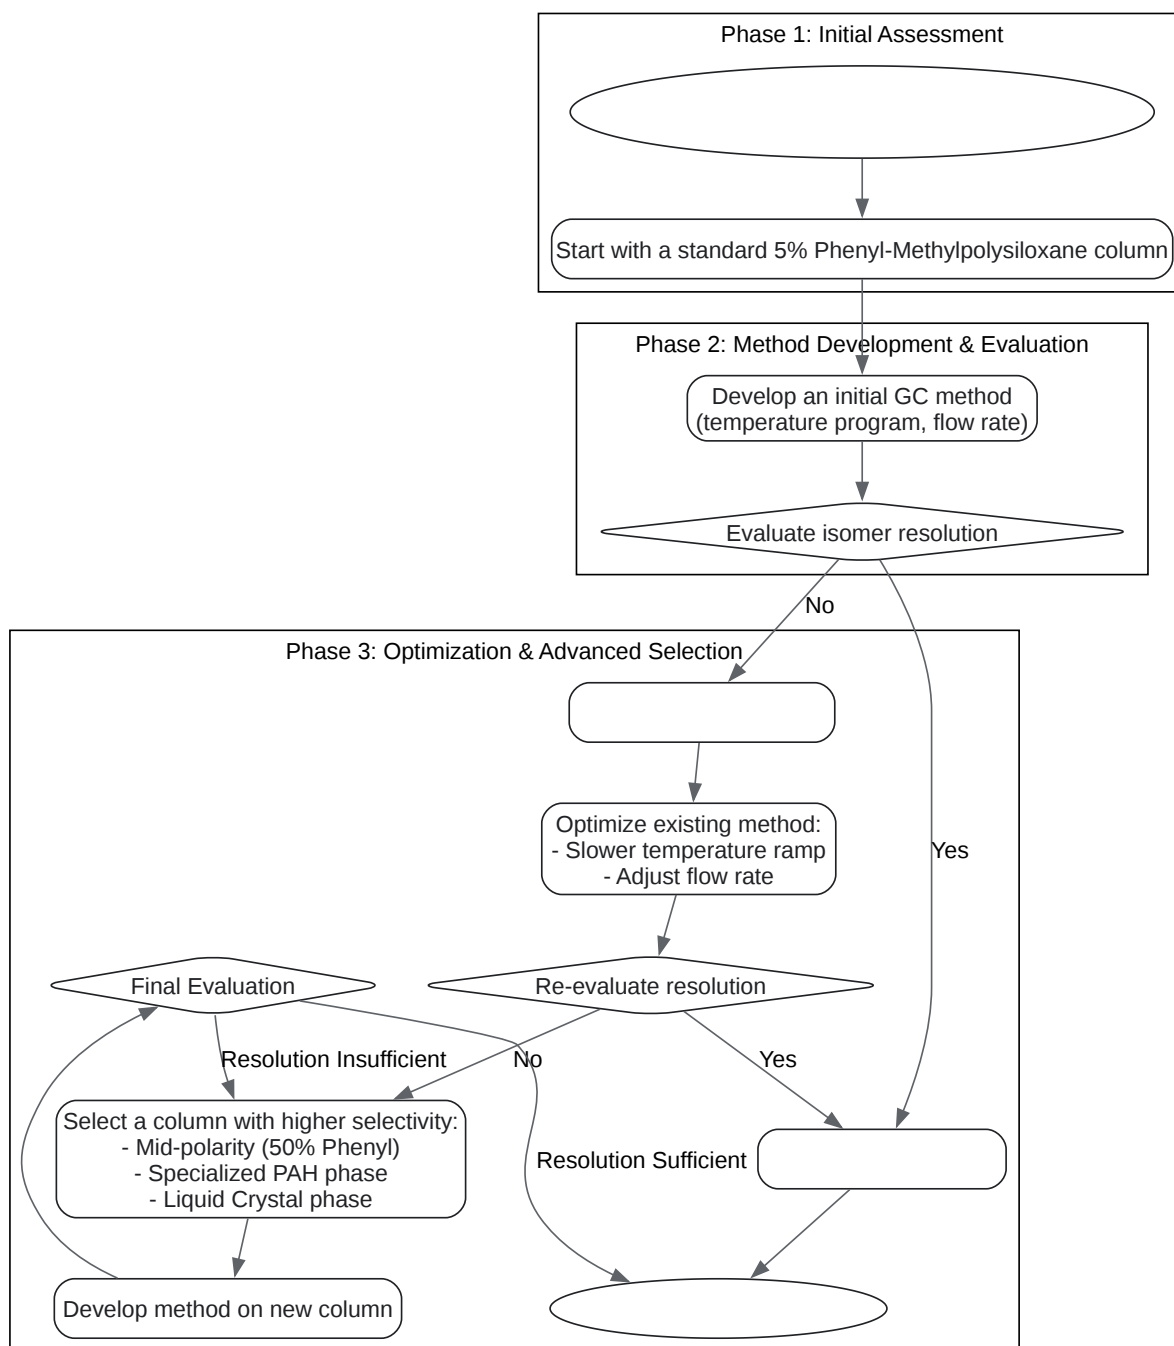 Phase 1: Initial Assessment
Start with a standard 5% Phenyl-Methylpolysiloxane column
Phase 2: Method Development & Evaluation
Develop an initial GC method
(temperature program, flow rate)
Evaluate isomer resolution
No
Phase 3: Optimization & Advanced Selection
Optimize existing method:
- Slower temperature ramp
- Adjust flow rate
Yes
Final Evaluation
Re-evaluate resolution
Resolution Insufficient
No
Yes
Select a column with higher selectivity:
- Mid-polarity (50% Phenyl)
- Specialized PAH phase
- Liquid Crystal phase
Resolution Sufficient
Develop method on new column